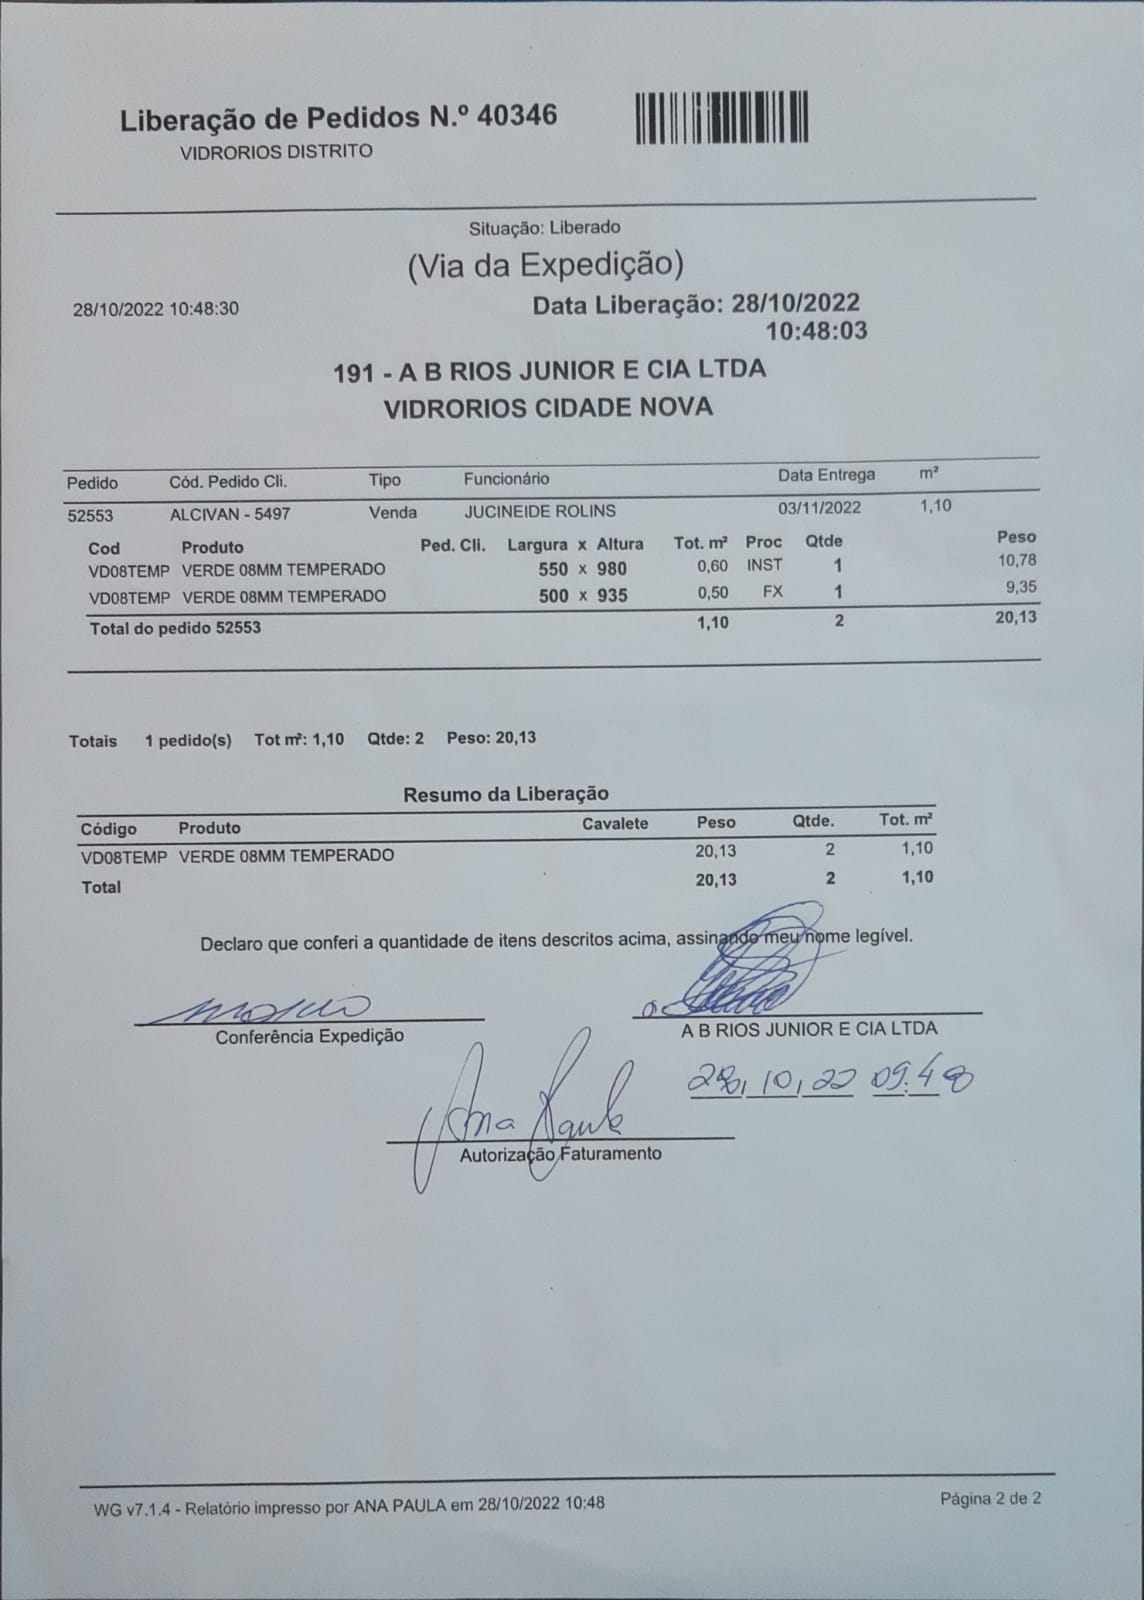 Liberação de Pedidos N.º 40346
VIDRORIOS DISTRITO
Situação: Liberado
(Via da Expedição)
28/10/2022 10:48:30
Data Liberação: 28/10/2022
10:48:03
191 - A B RIOS JUNIOR E CIA LTDA
VIDRORIOS CIDADE NOVA
Pedido Cód. Pedido Cli. Tipo Funcionário Data Entrega m²
52553 ALCIVAN - 5497 Venda JUCINEIDE ROLINS 03/11/2022 1,10
Cod Produto Ped. Cli. Largura x Altura Tot. m² Proc Qtde Peso
VD08TEMP VERDE 08MM TEMPERADO 550 x 980 0,60 INST 1 10,78
VD08TEMP VERDE 08MM TEMPERADO 500 x 935 0,50 FX 1 9,35
Total do pedido 52553 1,10 2 20,13
Totais 1 pedido(s) Tot m²: 1,10 Qtde: 2 Peso: 20,13
Resumo da Liberação
Código Produto Cavalete Peso Qtde. Tot. m²
VD08TEMP VERDE 08MM TEMPERADO 20,13 2 1,10
Total 20,13 2 1,10
Declaro que conferi a quantidade de itens descritos acima, assinando meu nome legível.
Conferência Expedição
A B RIOS JUNIOR E CIA LTDA
28, 10, 22 09:48
Ana Paula
Autorização Faturamento
WG v7.1.4 - Relatório impresso por ANA PAULA em 28/10/2022 10:48
Página 2 de 2